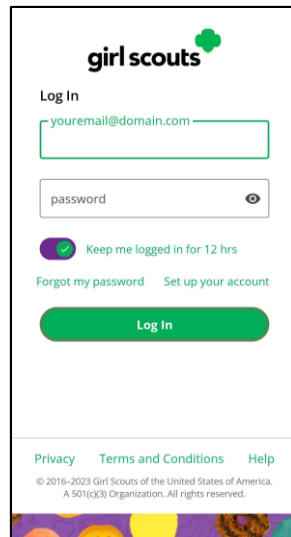 girl scouts
Log In
youremail@domain.com
password
Keep me logged in for 12 hrs
Forgot my password Set up your account
Log In
Privacy Terms and Conditions Help
© 2016–2023 Girl Scouts of the United States of America.
A 501(c)(3) Organization. All rights reserved.